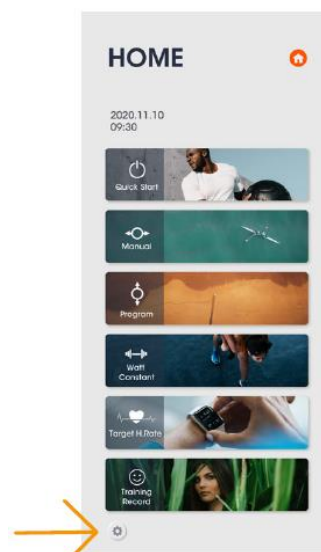 HOME
2020.11.10
09:30
Quick Start
Manual
Program
Watt
Constant
Target H.Rate
Training
Record